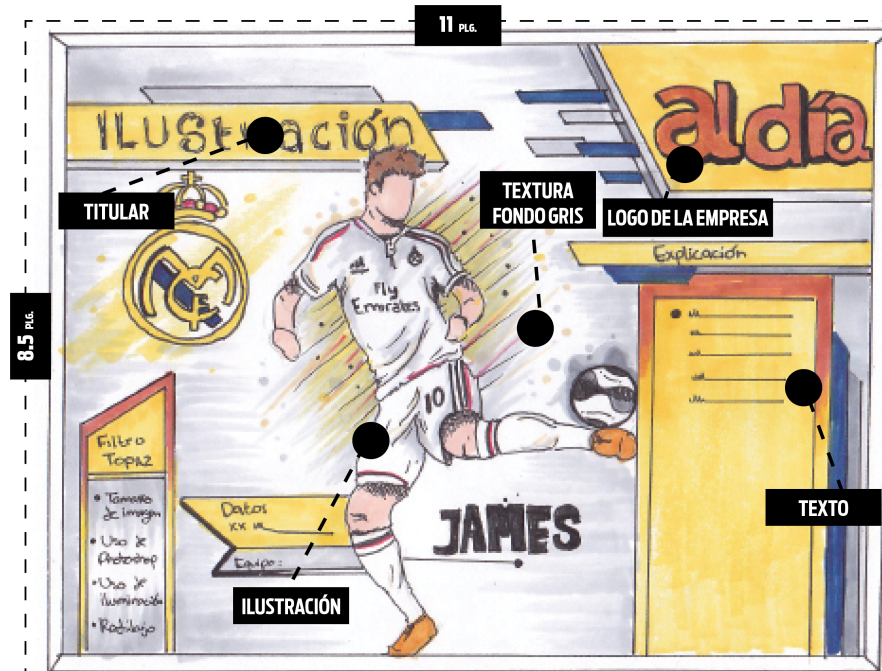 11 PLG.
ILUStración
aldía
TITULAR
TEXTURA
FONDO GRIS
LOGO DE LA EMPRESA
Explicación
Fly
Emirates
8.5 PLG.
10
Filtro
Topaz
• Tamaño
de imagen
• Uso de
Photoshop
• Uso de
iluminación
Datos
xx
Equipo:
JAMES
TEXTO
ILUSTRACIÓN